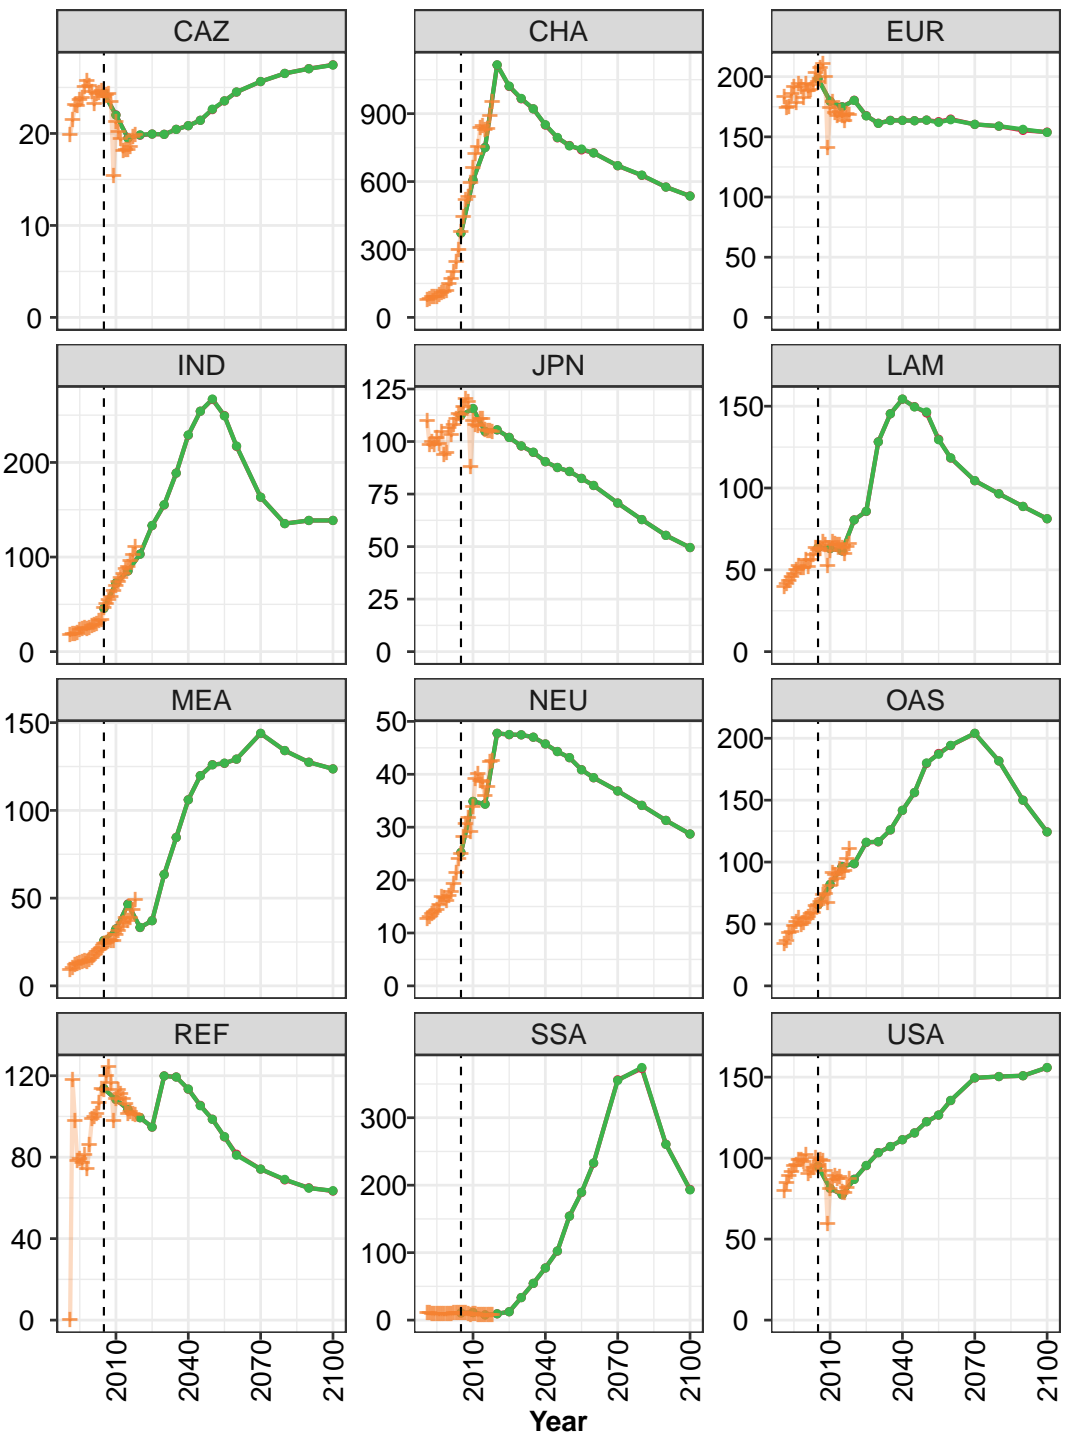 CAZ CHA EUR
20 10 0
900 600 300 0
200 150 100 50 0
IND JPN LAM
200 100 0
125 100 75 50 25 0
150 100 50 0
MEA NEU OAS
150 100 50 0
50 40 30 20 10 0
200 150 100 50 0
REF SSA USA
120 80 40 0
300 200 100 0
150 100 50 0
2010 2040 2070 2100 2010 2040 2070 2100 2010 2040 2070 2100
Year